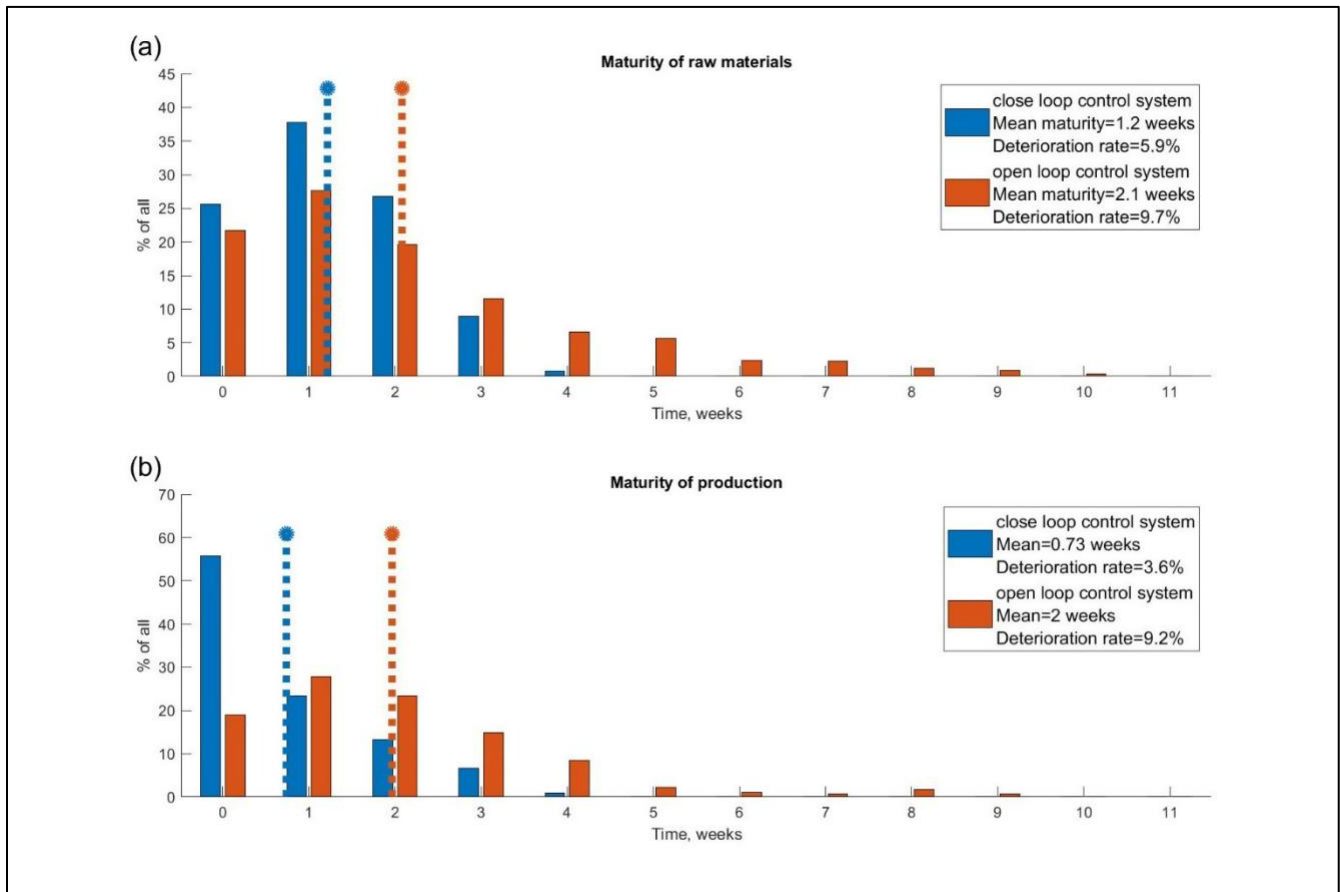 (a)
Maturity of raw materials
45
40
35
30
25
20
15
10
5
0
% of all
0 1 2 3 4 5 6 7 8 9 10 11
Time, weeks
close loop control system
Mean maturity=1.2 weeks
Deterioration rate=5.9%
open loop control system
Mean maturity=2.1 weeks
Deterioration rate=9.7%
(b)
Maturity of production
70
60
50
40
30
20
10
0
% of all
0 1 2 3 4 5 6 7 8 9 10 11
Time, weeks
close loop control system
Mean=0.73 weeks
Deterioration rate=3.6%
open loop control system
Mean=2 weeks
Deterioration rate=9.2%